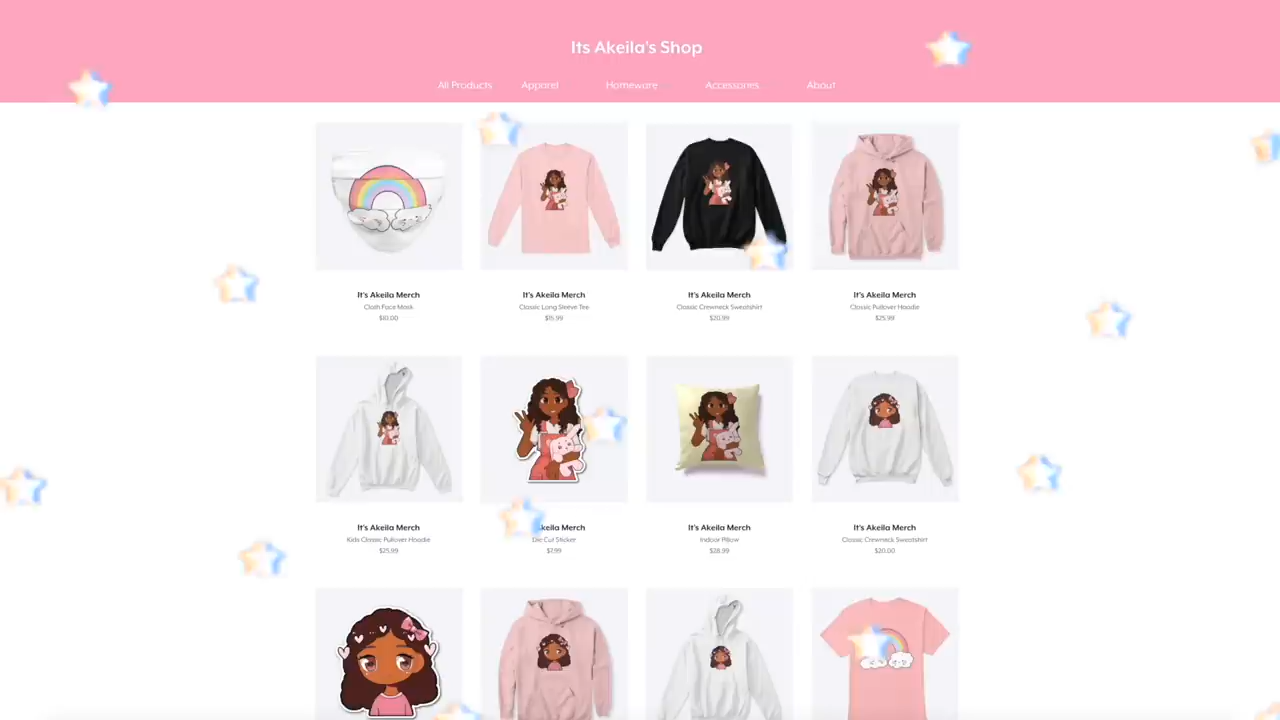 Its Akeila's Shop
All Products Apparel Homeware Accessories About
It's Akeila Merch
Cloth Face Mask
$10.00
It's Akeila Merch
Classic Long Sleeve Tee
$15.99
It's Akeila Merch
Classic Crewneck Sweatshirt
$20.99
It's Akeila Merch
Classic Pullover Hoodie
$25.99
It's Akeila Merch
Kids Classic Pullover Hoodie
$25.99
Akeila Merch
Die Cut Sticker
$7.99
It's Akeila Merch
Indoor Pillow
$28.99
It's Akeila Merch
Classic Crewneck Sweatshirt
$20.00